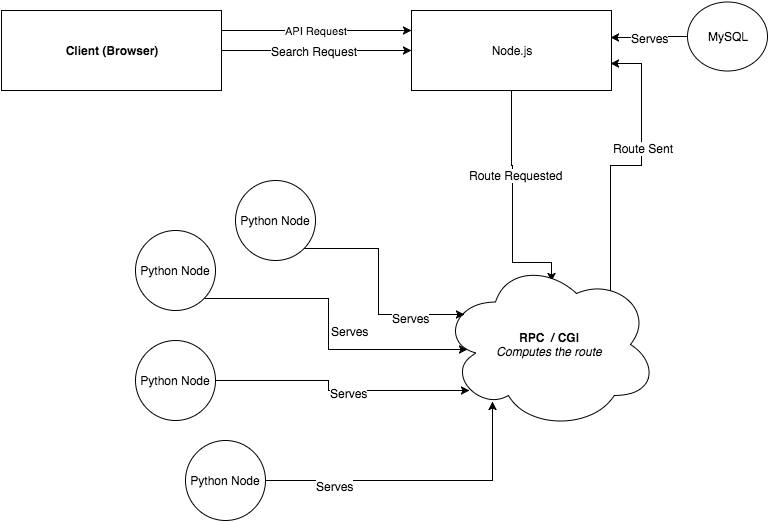 API Request
Client (Browser)
Search Request
Node.js
Serves
MySQL
Route Sent
Route Requested
Python Node
Python Node
Serves
Serves
RPC / CGI
Computes the route
Python Node
Serves
Python Node
Serves